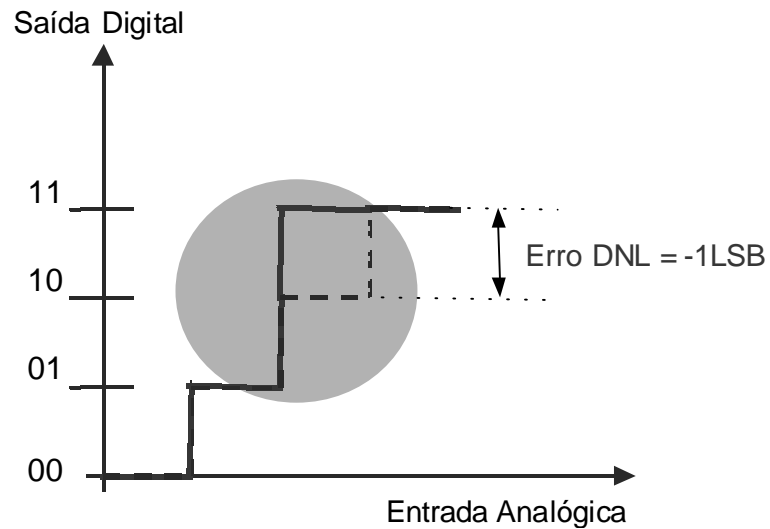 Saída Digital
11
Erro DNL = -1LSB
10
01
00
Entrada Analógica